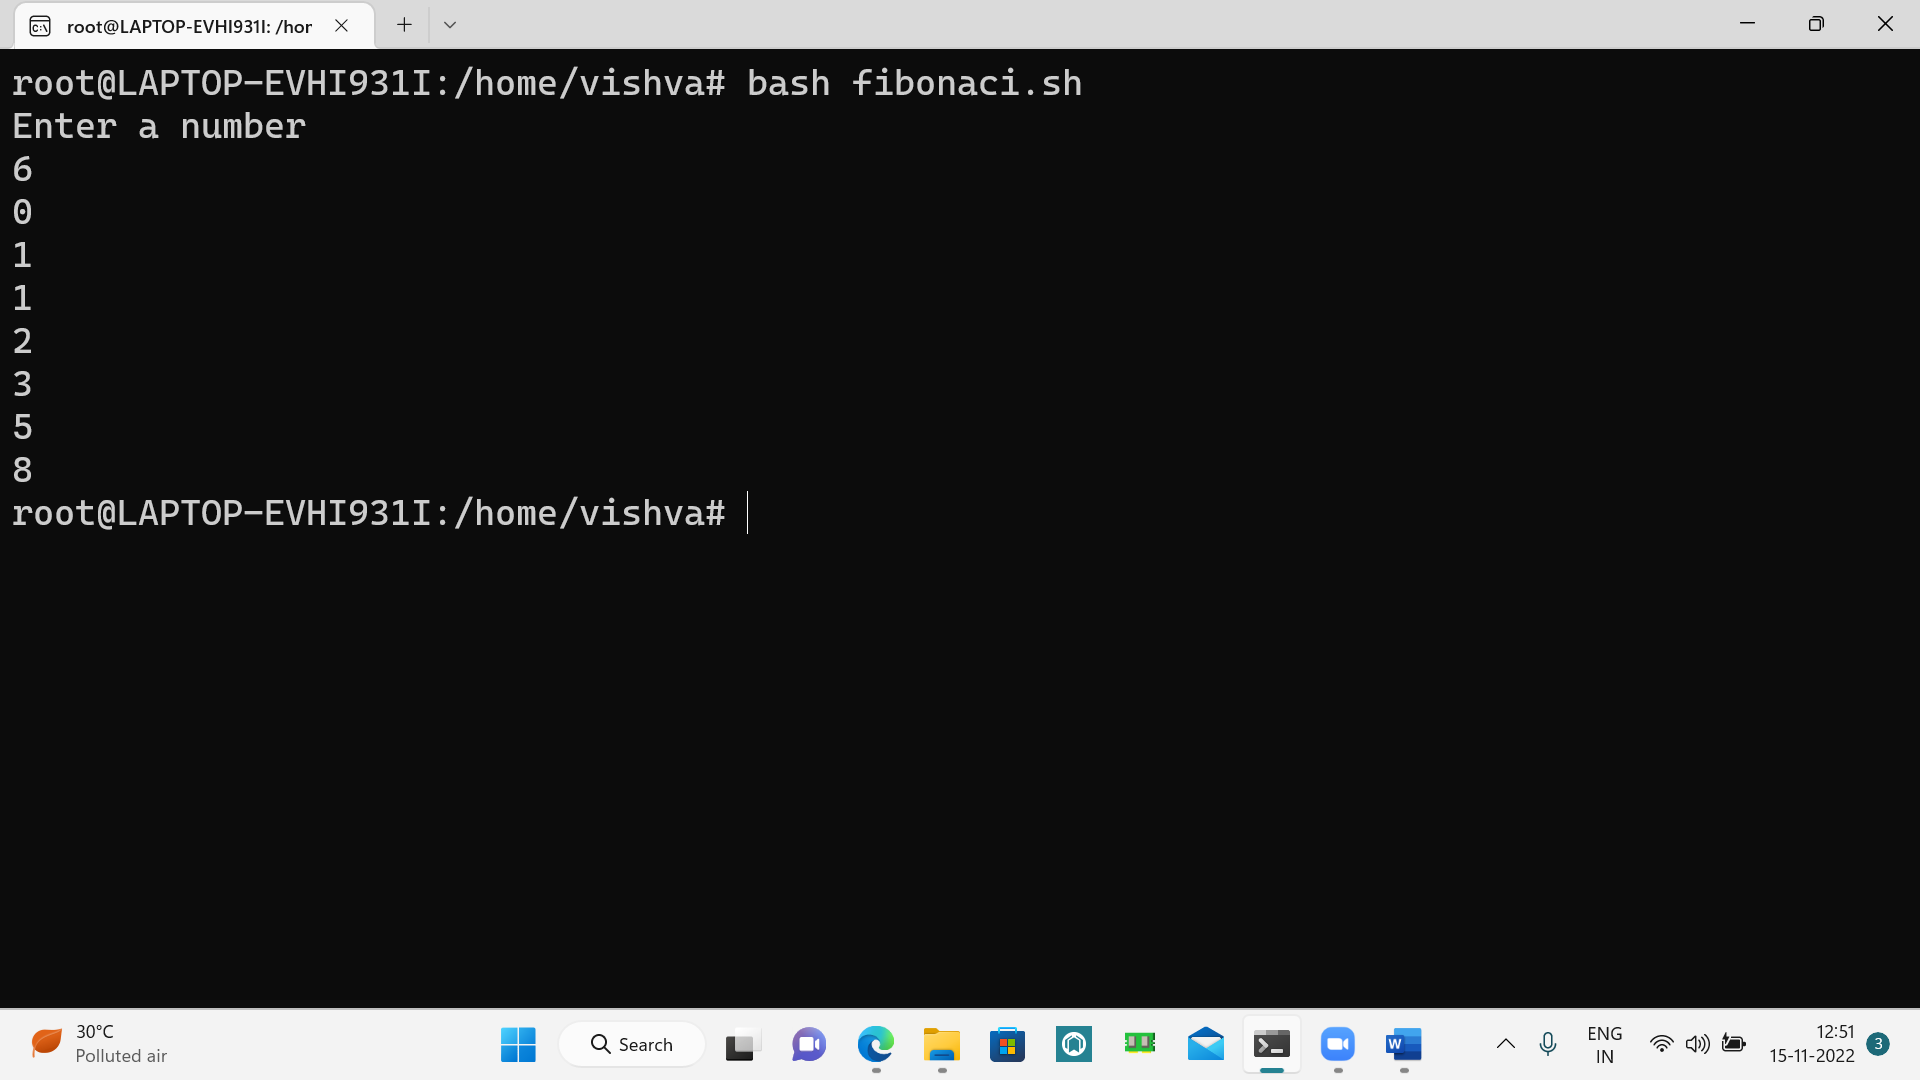 root@LAPTOP-EVHI931I: /hor
root@LAPTOP-EVHI931I:/home/vishva# bash fibonaci.sh
Enter a number
6
0
1
1
2
3
5
8
root@LAPTOP-EVHI931I:/home/vishva#
30°C
Polluted air
Search
ENG
IN
12:51
15-11-2022
3